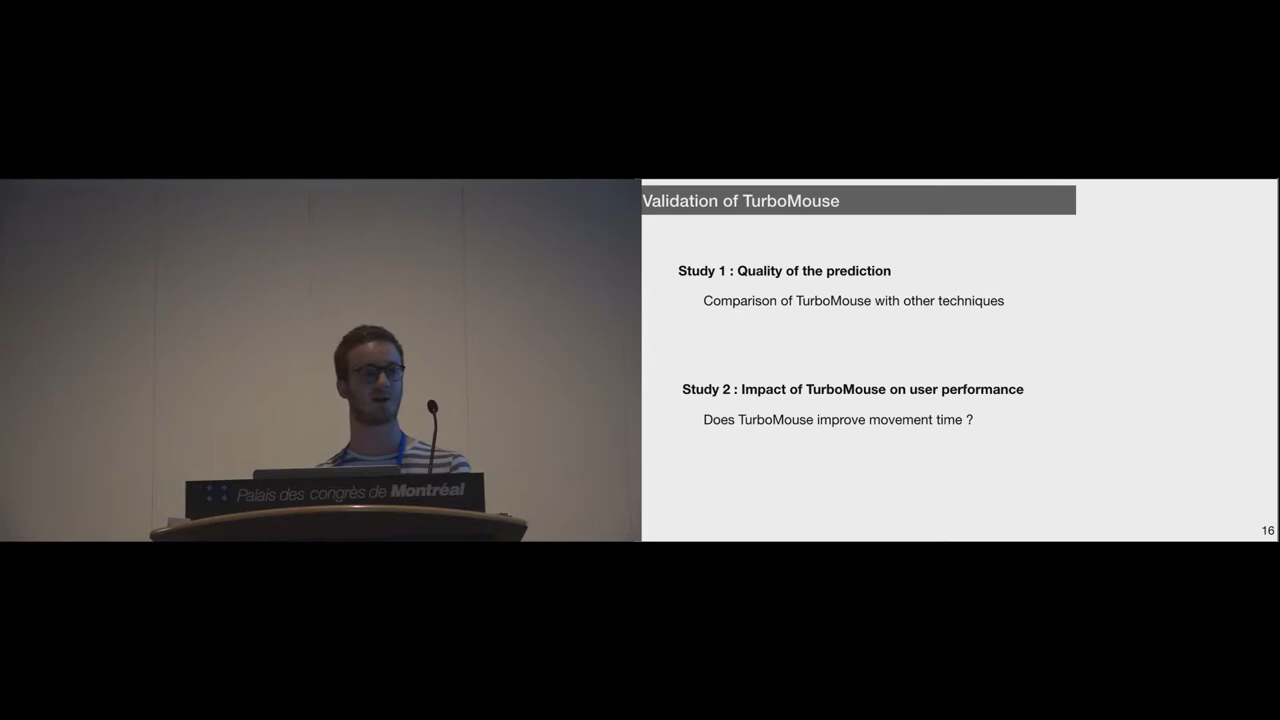 Validation of TurboMouse
Study 1 : Quality of the prediction
Comparison of TurboMouse with other techniques
Study 2 : Impact of TurboMouse on user performance
Does TurboMouse improve movement time ?
16
Palais des congrès de Montréal